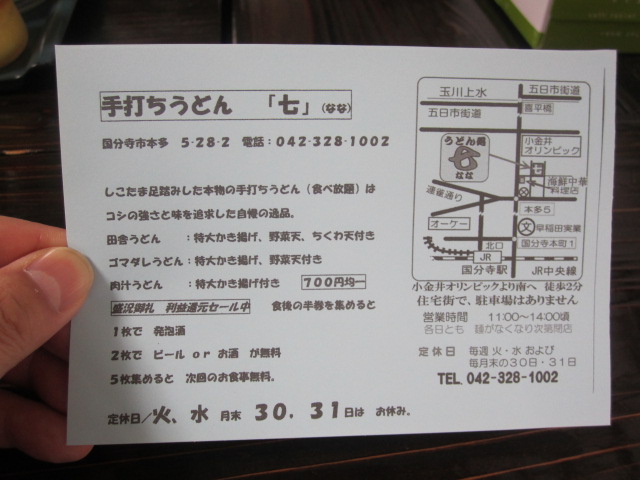 手打ちうどん 「七」(なな)
国分寺市本多 5-28-2 電話:042-328-1002
しこたま足踏みした本物の手打ちうどん(食べ放題)は
コシの強さと味を追求した自慢の逸品。
田舎うどん :特大かき揚げ、野菜天、ちくわ天付き
ゴマダレうどん:特大かき揚げ、野菜天付き
肉汁うどん :特大かき揚げ付き 700円均一
盛況御礼 利益還元セール中 食後の半券を集めると
1枚で 発泡酒
2枚で ビール or お酒 が無料
5枚集めると 次回のお食事無料。
定休日/火、水 月末 30,31日は お休み。
玉川上水
五日市街道
喜平橋
五日市街道
小金井
オリンピック
うどん処
七
なな
海鮮中華
料理店
連雀通り
本多5
オーケー
文 早稲田実業
国分寺本町1
北口
JR
国分寺駅
JR中央線
小金井オリンピックより南へ 徒歩2分
住宅街で、駐車場はありません
営業時間 11:00~14:00頃
各日とも 麺がなくなり次第閉店
定休日 毎週 火・水 および
毎月末の30日・31日
TEL 042-328-1002